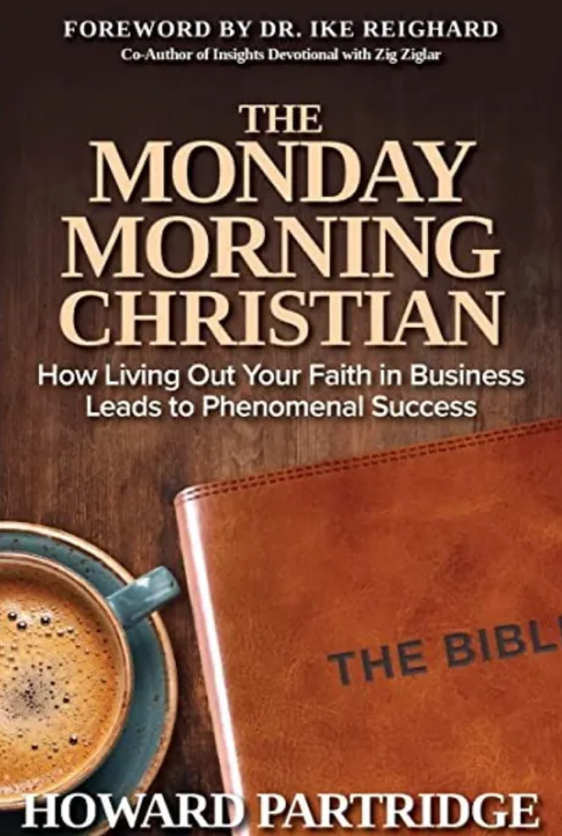 FOREWORD BY DR. IKE REIGHARD
Co-Author of Insights Devotional with Zig Ziglar
THE
MONDAY
MORNING
CHRISTIAN
How Living Out Your Faith in Business
Leads to Phenomenal Success
THE BIBL
HOWARD PARTRIDGE